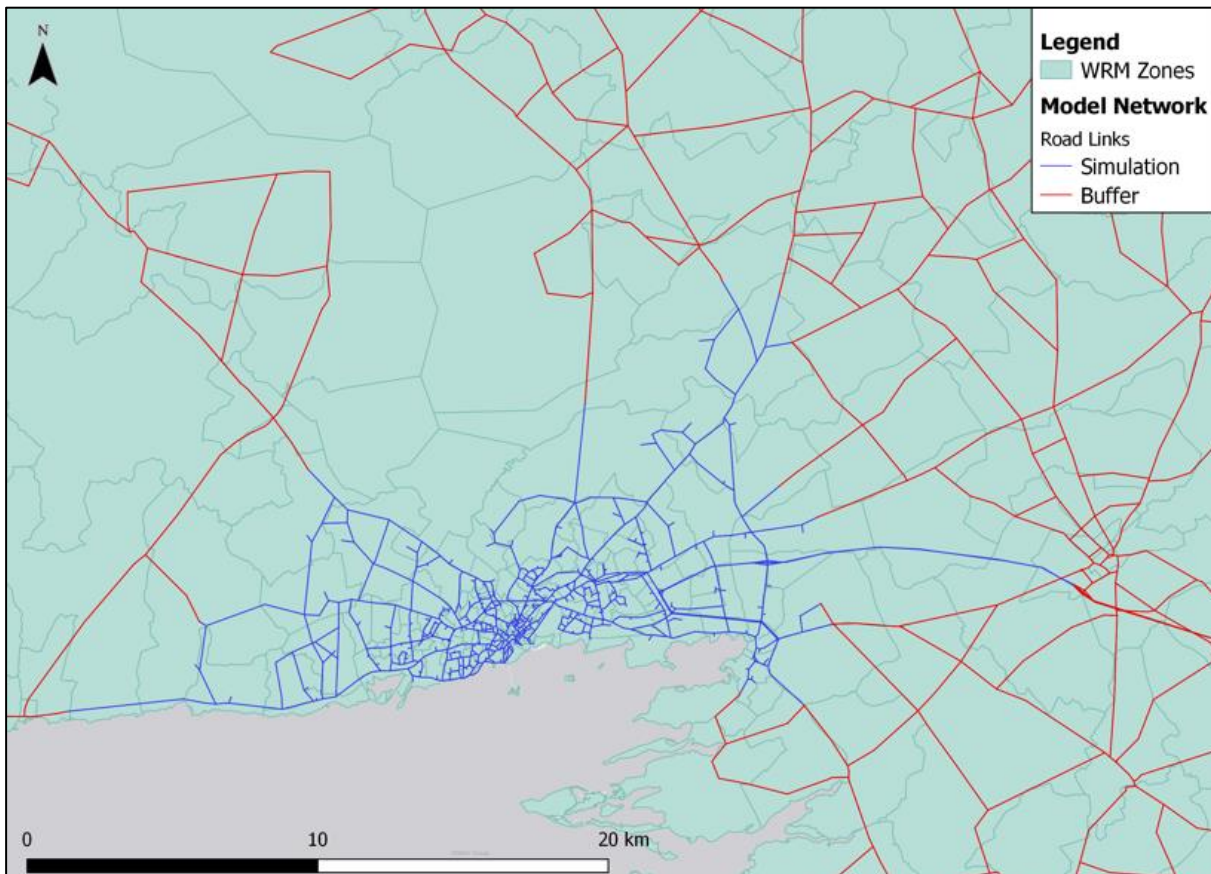 N
Legend
WRM Zones
Model Network
Road Links
Simulation
Buffer
0
10
20 km